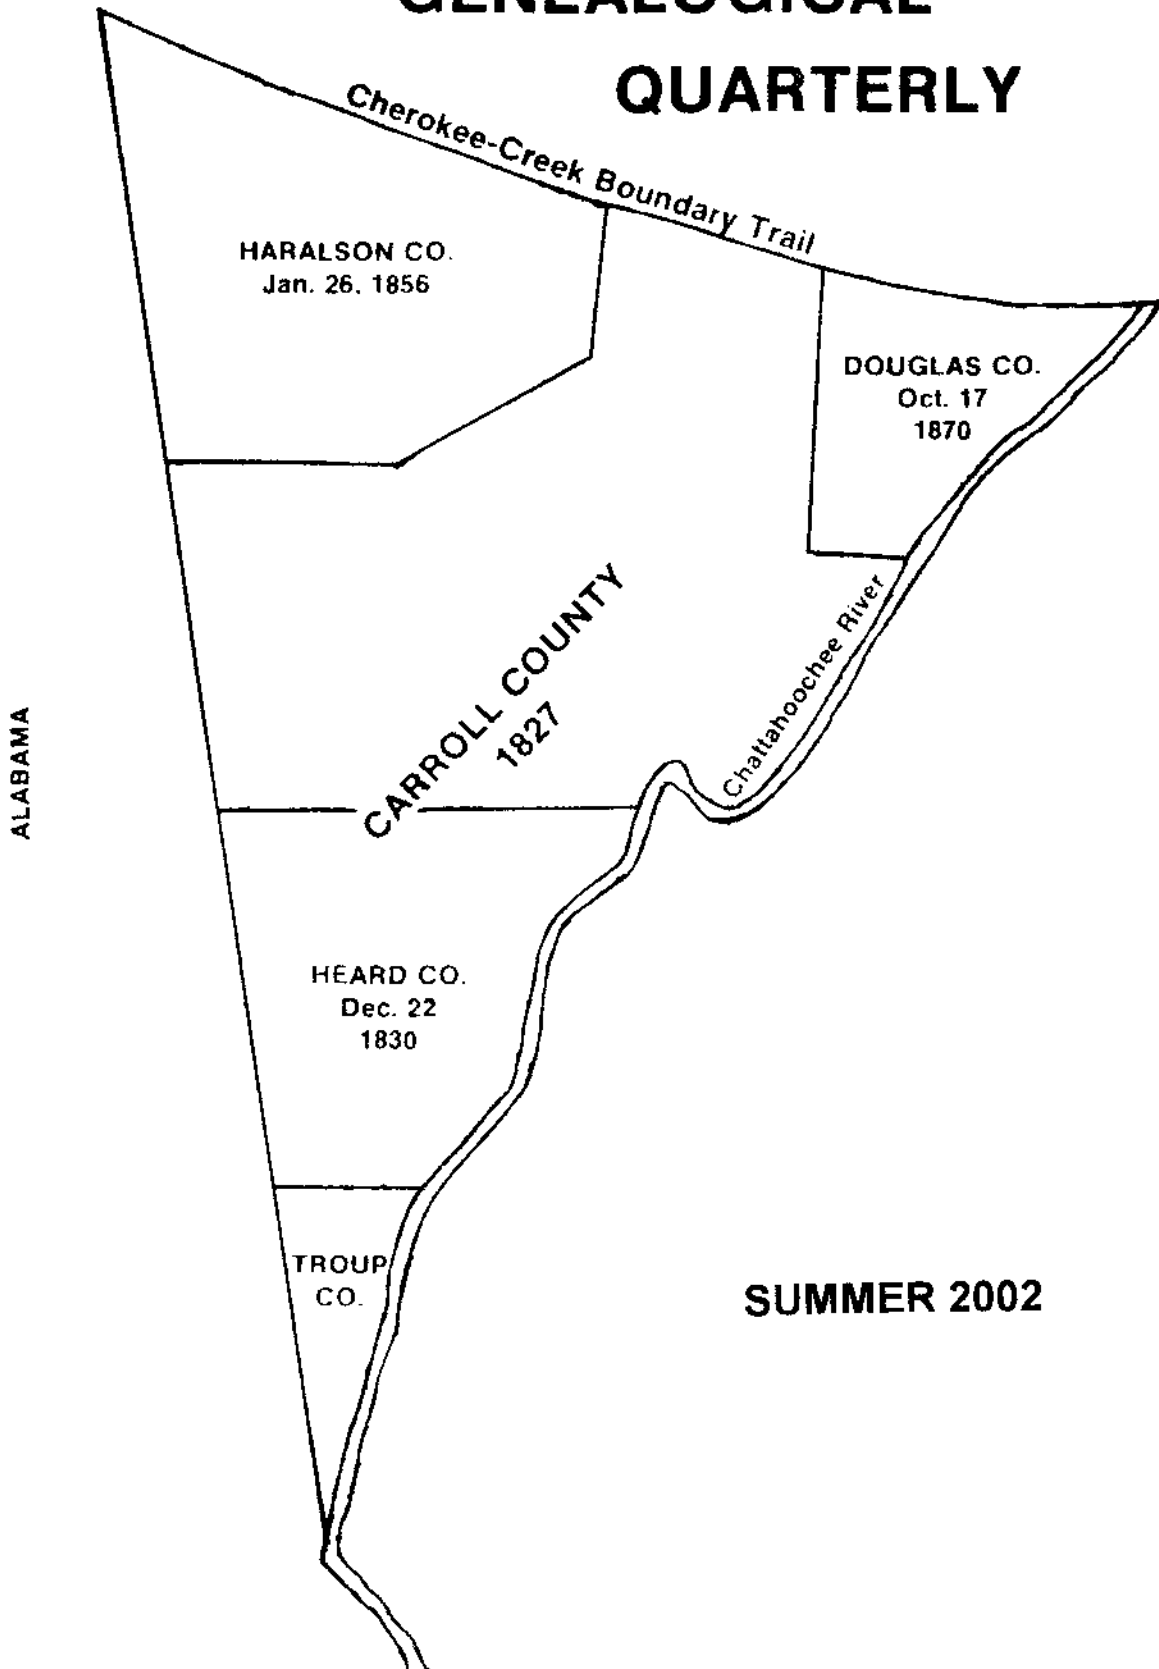 GENEALOGICAL
QUARTERLY
Cherokee-Creek Boundary Trail
HARALSON CO.
Jan. 26. 1856
DOUGLAS CO.
Oct. 17
1870
Chattahoochee River
CARROLL COUNTY
1827
ALABAMA
HEARD CO.
Dec. 22
1830
TROUP
CO.
SUMMER 2002